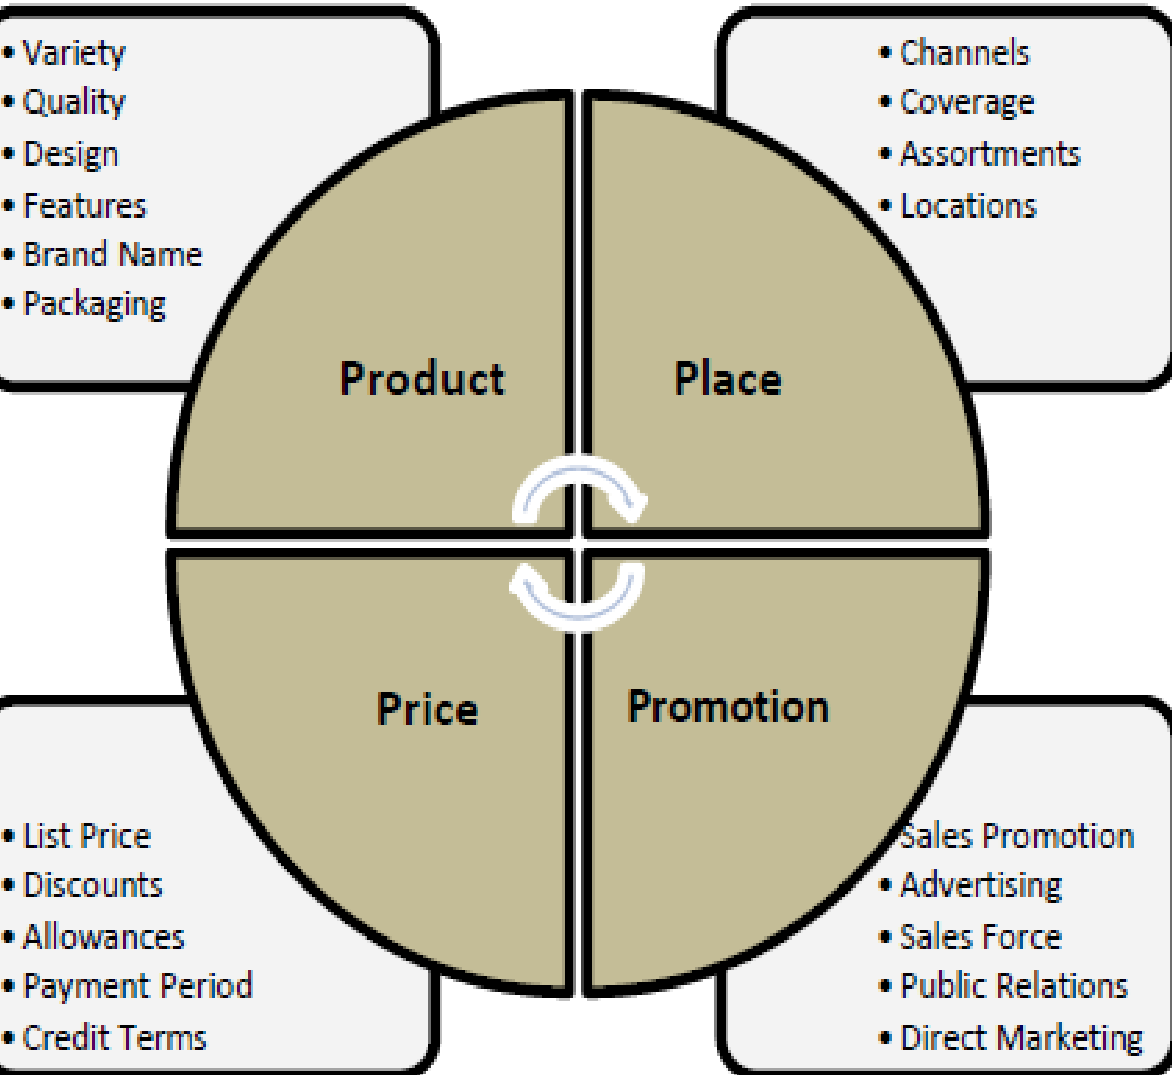 • Variety
• Quality
• Design
• Features
• Brand Name
• Packaging
• Channels
• Coverage
• Assortments
• Locations
Product
Place
Price
Promotion
• List Price
• Discounts
• Allowances
• Payment Period
• Credit Terms
Sales Promotion
• Advertising
• Sales Force
• Public Relations
• Direct Marketing